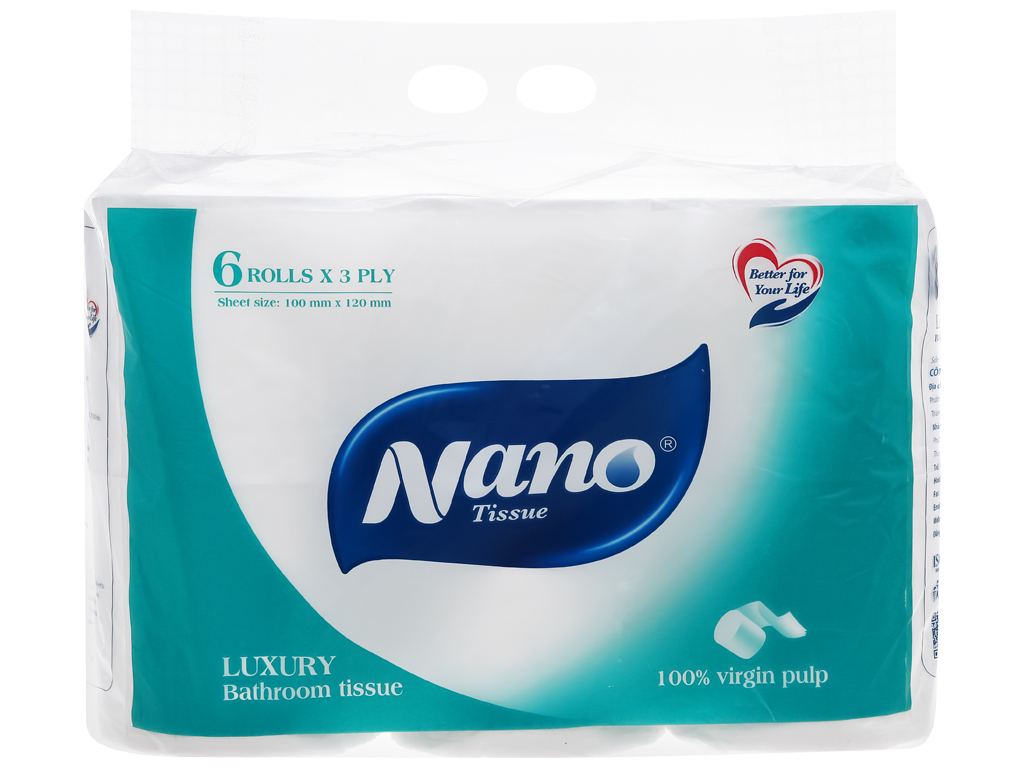 6 ROLLS X 3 PLY
Sheet size: 100 mm x 120 mm
Better for
Your Life
Nano®
Tissue
LUXURY
Bathroom tissue
100% virgin pulp